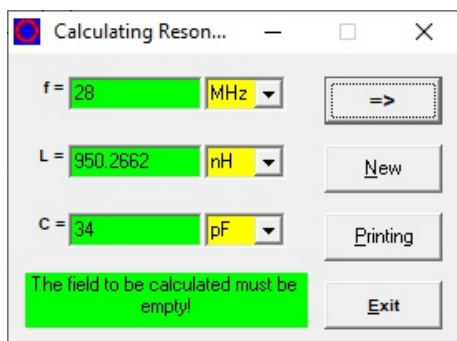 Calculating Reson...
f = 28 MHz =>
L = 950.2662 nH New
C = 34 pF Printing
The field to be calculated must be
empty!
Exit